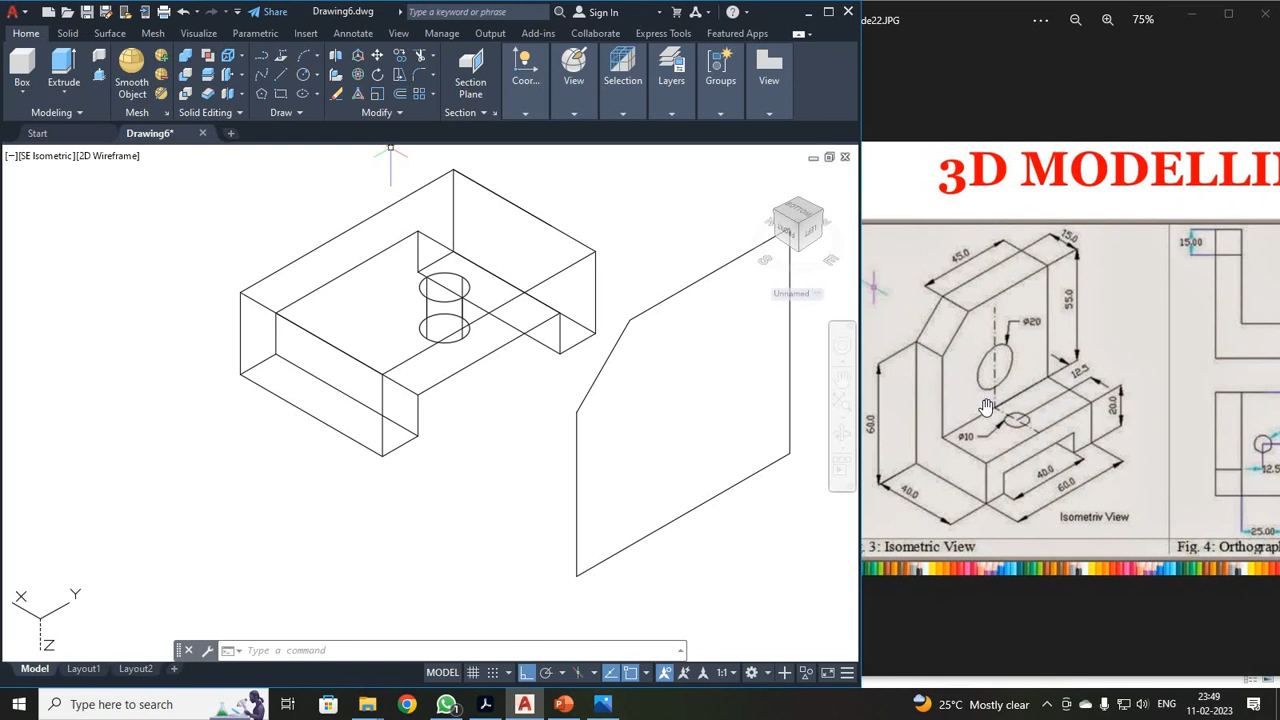 Share
Drawing6.dwg
Type a keyword or phrase
Sign In
de22.JPG
75%
Home
Solid
Surface
Mesh
Visualize
Parametric
Insert
Annotate
View
Manage
Output
Add-ins
Collaborate
Express Tools
Featured Apps
Box
Extrude
Smooth
Object
Section
Plane
Coor...
View
Selection
Layers
Groups
View
Modeling
Mesh
Solid Editing
Draw
Modify
Section
Start
Drawing6*
[−][SE Isometric][2D Wireframe]
BOTTOM
S
E
Unnamed
X
Y
Z
3D MODELLI
45.0
15.0
55.0
ø20
12.5
20.0
60.0
ø10
40.0
60.0
40.0
Isometriv View
15.00
12.5
25.00
3: Isometric View
Fig. 4: Orthogra
Type a command
Model
Layout1
Layout2
MODEL
1:1
Type here to search
25°C Mostly clear
ENG
23:49
11-02-2023